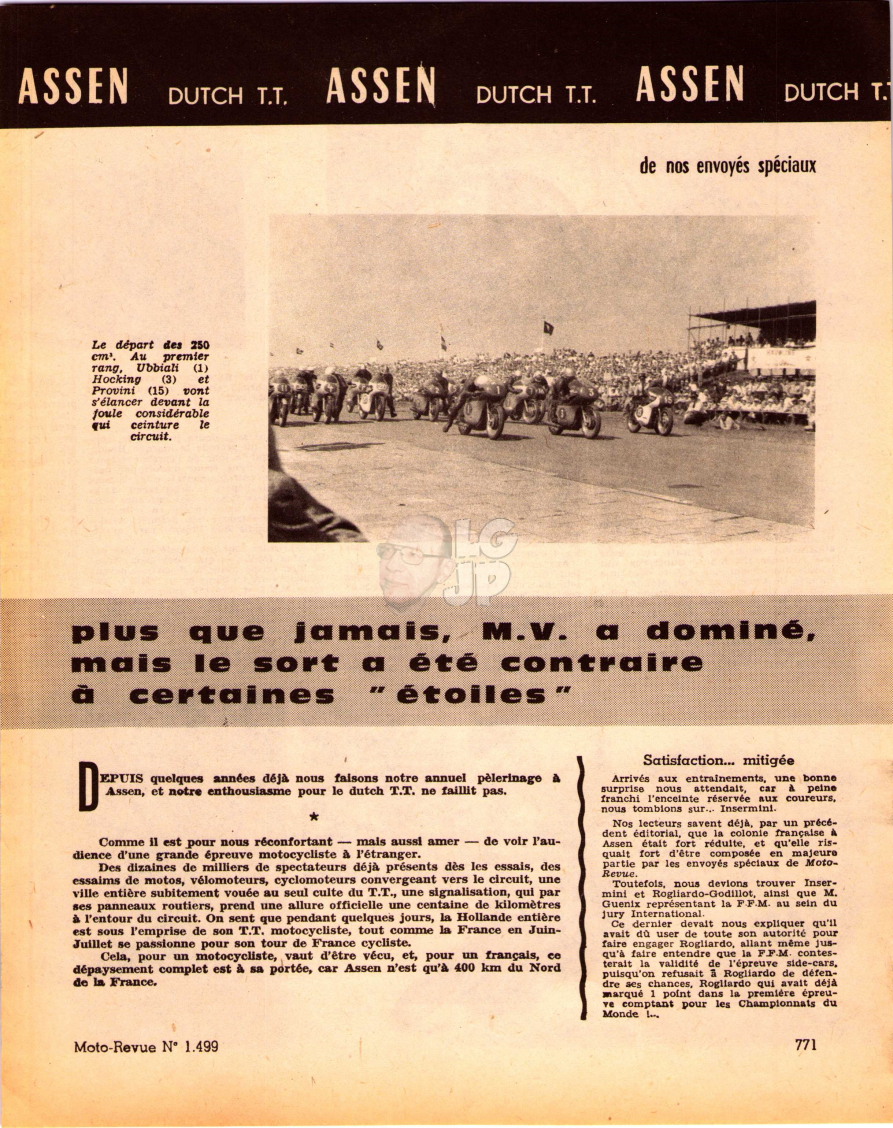 ASSEN DUTCH T.T. ASSEN DUTCH T.T. ASSEN DUTCH T.T
de nos envoyés spéciaux
Le départ des 250
cm³. Au premier
rang, Ubbiali (1)
Hocking (3) et
Provini (15) vont
s'élancer devant la
foule considérable
qui ceinture le
circuit.
LG
JP
plus que jamais, M.V. a dominé,
mais le sort a été contraire
à certaines "étoiles"
DEPUIS quelques années déjà nous faisons notre annuel pèlerinage à
Assen, et notre enthousiasme pour le dutch T.T. ne faillit pas.
★
Comme il est pour nous réconfortant — mais aussi amer — de voir l'au-
dience d'une grande épreuve motocycliste à l'étranger.
Des dizaines de milliers de spectateurs déjà présents dès les essais, des
essaims de motos, vélomoteurs, cyclomoteurs convergeant vers le circuit, une
ville entière subitement vouée au seul culte du T.T., une signalisation, qui par
ses panneaux routiers, prend une allure officielle une centaine de kilomètres
à l'entour du circuit. On sent que pendant quelques jours, la Hollande entière
est sous l'emprise de son T.T. motocycliste, tout comme la France en Juin-
Juillet se passionne pour son tour de France cycliste.
Cela, pour un motocycliste, vaut d'être vécu, et, pour un français, ce
dépaysement complet est à sa portée, car Assen n'est qu'à 400 km du Nord
de la France.
Satisfaction... mitigée
Arrivés aux entraînements, une bonne
surprise nous attendait, car à peine
franchi l'enceinte réservée aux coureurs,
nous tombions sur... Insermini.
Nos lecteurs savent déjà, par un précé-
dent éditorial, que la colonie française à
Assen était fort réduite, et qu'elle ris-
quait fort d'être composée en majeure
partie par les envoyés spéciaux de Moto-
Revue.
Toutefois, nous devions trouver Inser-
mini et Rogliardo-Godillot, ainsi que M.
Guenix représentant la F.F.M. au sein du
jury International.
Ce dernier devait nous expliquer qu'il
avait dû user de toute son autorité pour
faire engager Rogliardo, allant même jus-
qu'à faire entendre que la F.F.M. contes-
terait la validité de l'épreuve side-cars,
puisqu'on refusait à Rogliardo de défen-
dre ses chances, Rogliardo qui avait déjà
marqué 1 point dans la première épreu-
ve comptant pour les Championnats du
Monde !...
Moto-Revue N° 1.499
771